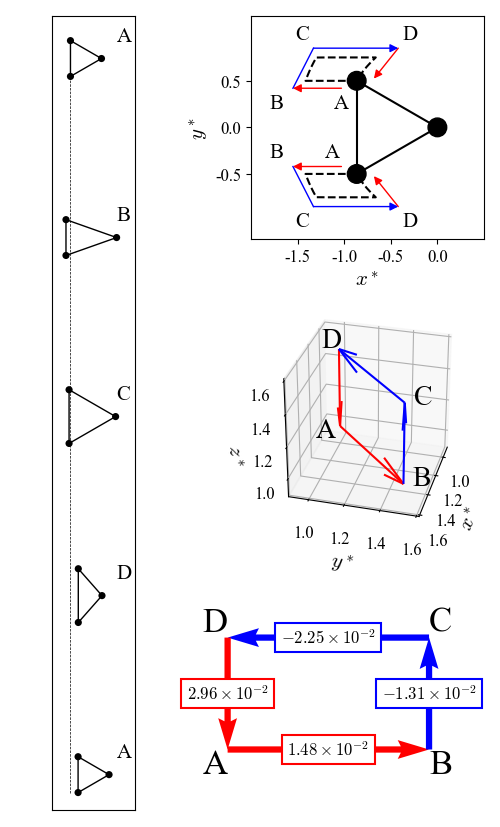 A
B
C
D
A
C
D
B
A
B
A
C
D
0.5
0.0
-0.5
y*
-1.5
-1.0
-0.5
0.0
x*
D
C
A
B
1.6
1.4
1.2
1.0
z*
1.0
1.2
1.4
1.6
y*
1.0
1.2
1.4
1.6
x*
D
C
−2.25 × 10⁻²
2.96 × 10⁻²
−1.31 × 10⁻²
1.48 × 10⁻²
A
B